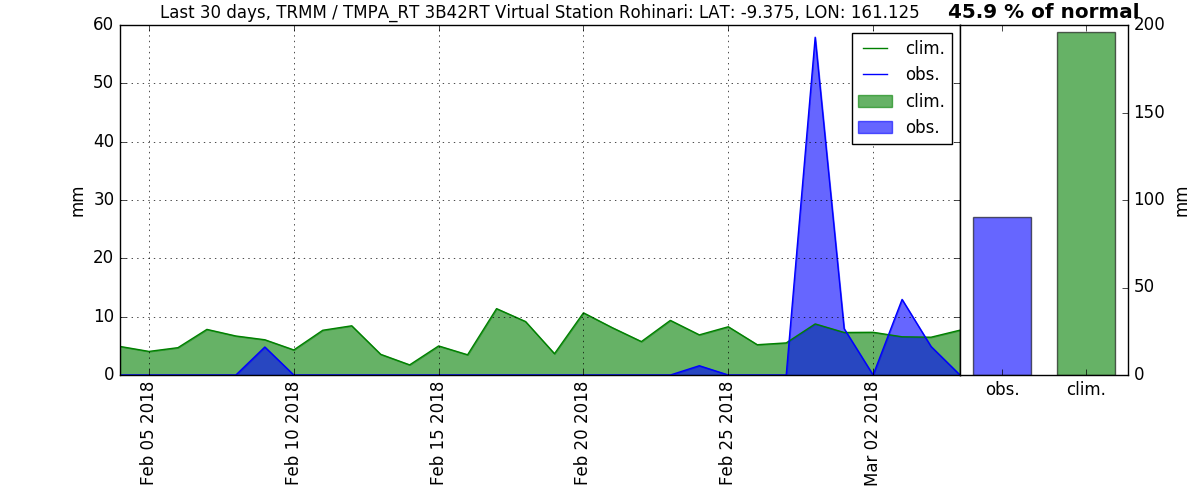 Last 30 days, TRMM / TMPA_RT 3B42RT Virtual Station Rohinari: LAT: -9.375, LON: 161.125
45.9 % of normal
60
50
40
30
20
10
0
mm
clim.
obs.
clim.
obs.
Feb 05 2018
Feb 10 2018
Feb 15 2018
Feb 20 2018
Feb 25 2018
Mar 02 2018
200
150
100
50
0
mm
obs.
clim.